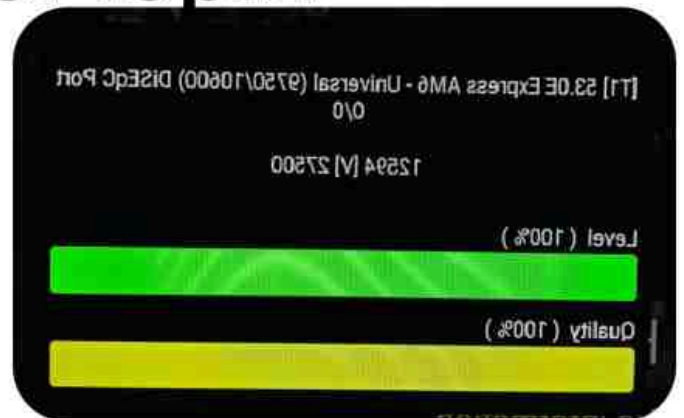 [T1] 53.0E Express AM6 - Universal (9750/10600) DiSEqC Port
0/0
12594 [V] 27500
Level ( 100% )
Quality ( 100% )